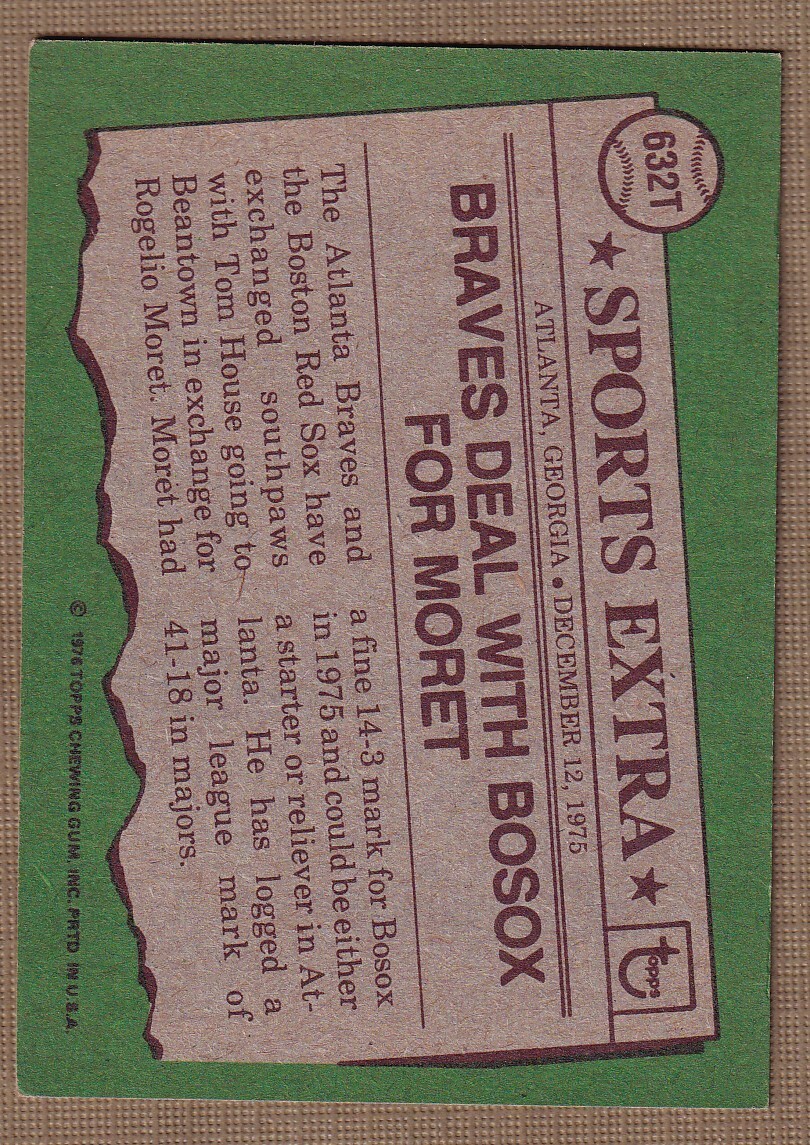 632T
★ SPORTS EXTRA ★
topps
ATLANTA, GEORGIA • DECEMBER 12, 1975
BRAVES DEAL WITH BOSOX
FOR MORET
The Atlanta Braves and
the Boston Red Sox have
exchanged southpaws
with Tom House going to
Beantown in exchange for
Rogelio Moret. Moret had
a fine 14-3 mark for Bosox
in 1975 and could be either
a starter or reliever in At-
lanta. He has logged a
major league mark of
41-18 in majors.
© 1976 TOPPS CHEWING GUM, INC. PRTD. IN U.S.A.